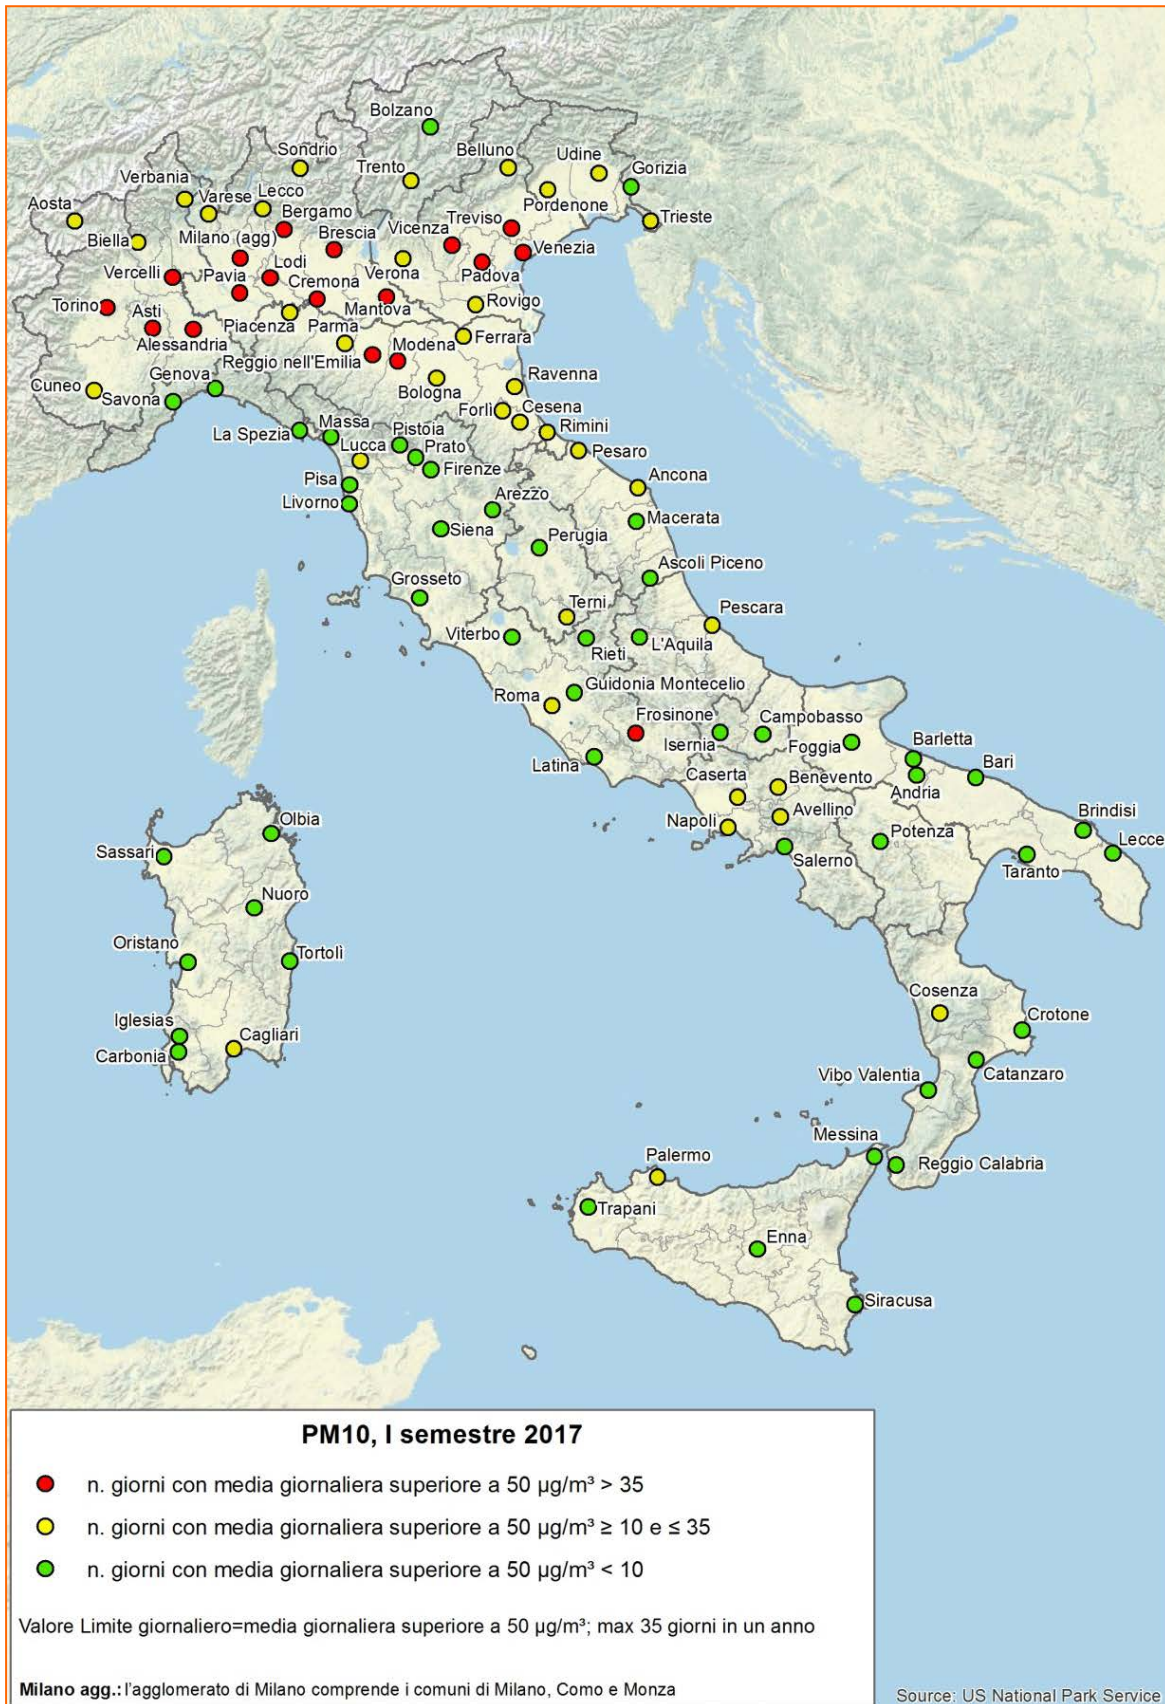 Bolzano
Sondrio
Trento
Belluno
Udine
Gorizia
Verbania
Varese
Lecco
Pordenone
Aosta
Bergamo
Vicenza
Treviso
Trieste
Biella
Milano (agg)
Brescia
Venezia
Vercelli
Pavia
Lodi
Verona
Padova
Cremona
Torino
Asti
Mantova
Rovigo
Piacenza
Parma
Ferrara
Alessandria
Modena
Reggio nell'Emilia
Genova
Cuneo
Savona
Bologna
Ravenna
Forlì
Cesena
La Spezia
Massa
Pistoia
Rimini
Lucca
Prato
Pesaro
Firenze
Pisa
Ancona
Livorno
Arezzo
Macerata
Siena
Perugia
Grosseto
Ascoli Piceno
Terni
Pescara
Viterbo
Rieti
L'Aquila
Guidonia Montecelio
Roma
Frosinone
Campobasso
Isernia
Foggia
Barletta
Latina
Caserta
Benevento
Andria
Bari
Napoli
Avellino
Brindisi
Olbia
Potenza
Lecce
Sassari
Salerno
Taranto
Nuoro
Oristano
Tortolì
Cosenza
Iglesias
Cagliari
Crotone
Carbonia
Vibo Valentia
Catanzaro
Messina
Palermo
Reggio Calabria
Trapani
Enna
Siracusa
PM10, I semestre 2017
n. giorni con media giornaliera superiore a 50 µg/m³ > 35
n. giorni con media giornaliera superiore a 50 µg/m³ ≥ 10 e ≤ 35
n. giorni con media giornaliera superiore a 50 µg/m³ < 10
Valore Limite giornaliero=media giornaliera superiore a 50 µg/m³; max 35 giorni in un anno
Milano agg.: l'agglomerato di Milano comprende i comuni di Milano, Como e Monza
Source: US National Park Service